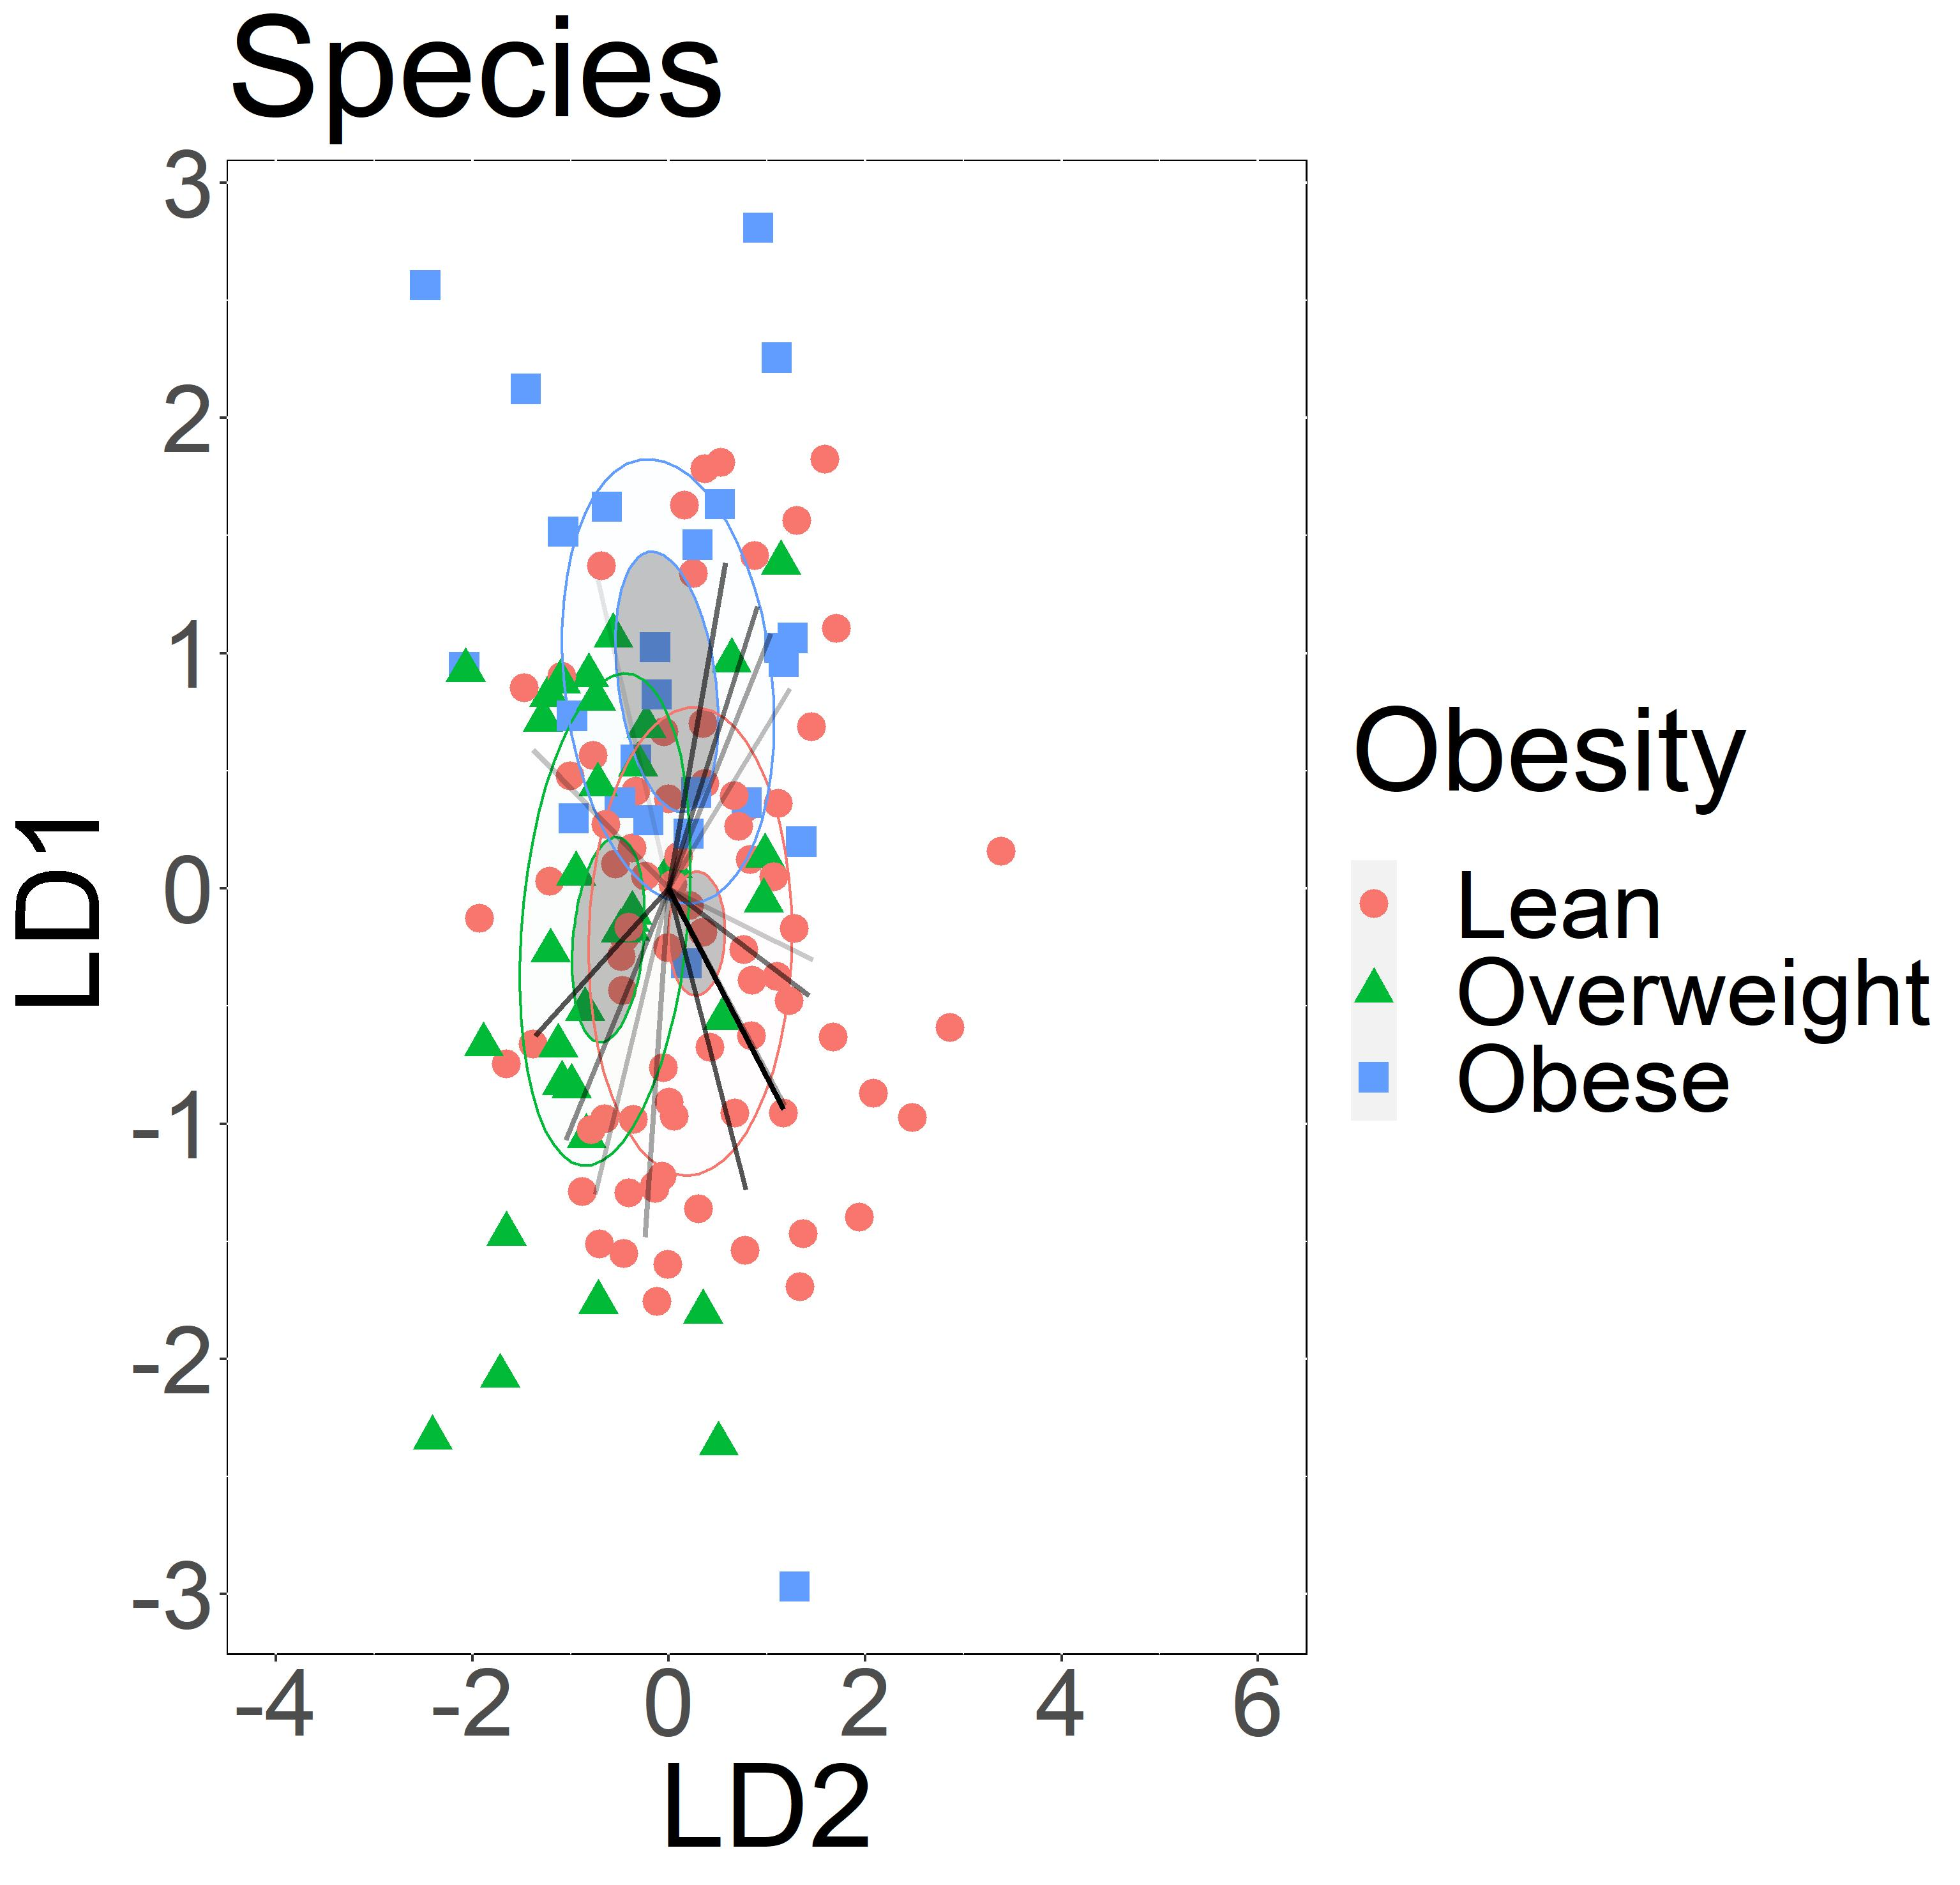 Species
3
2
1
0
-1
-2
-3
LD1
-4 -2 0 2 4 6
LD2
Obesity
Lean
Overweight
Obese